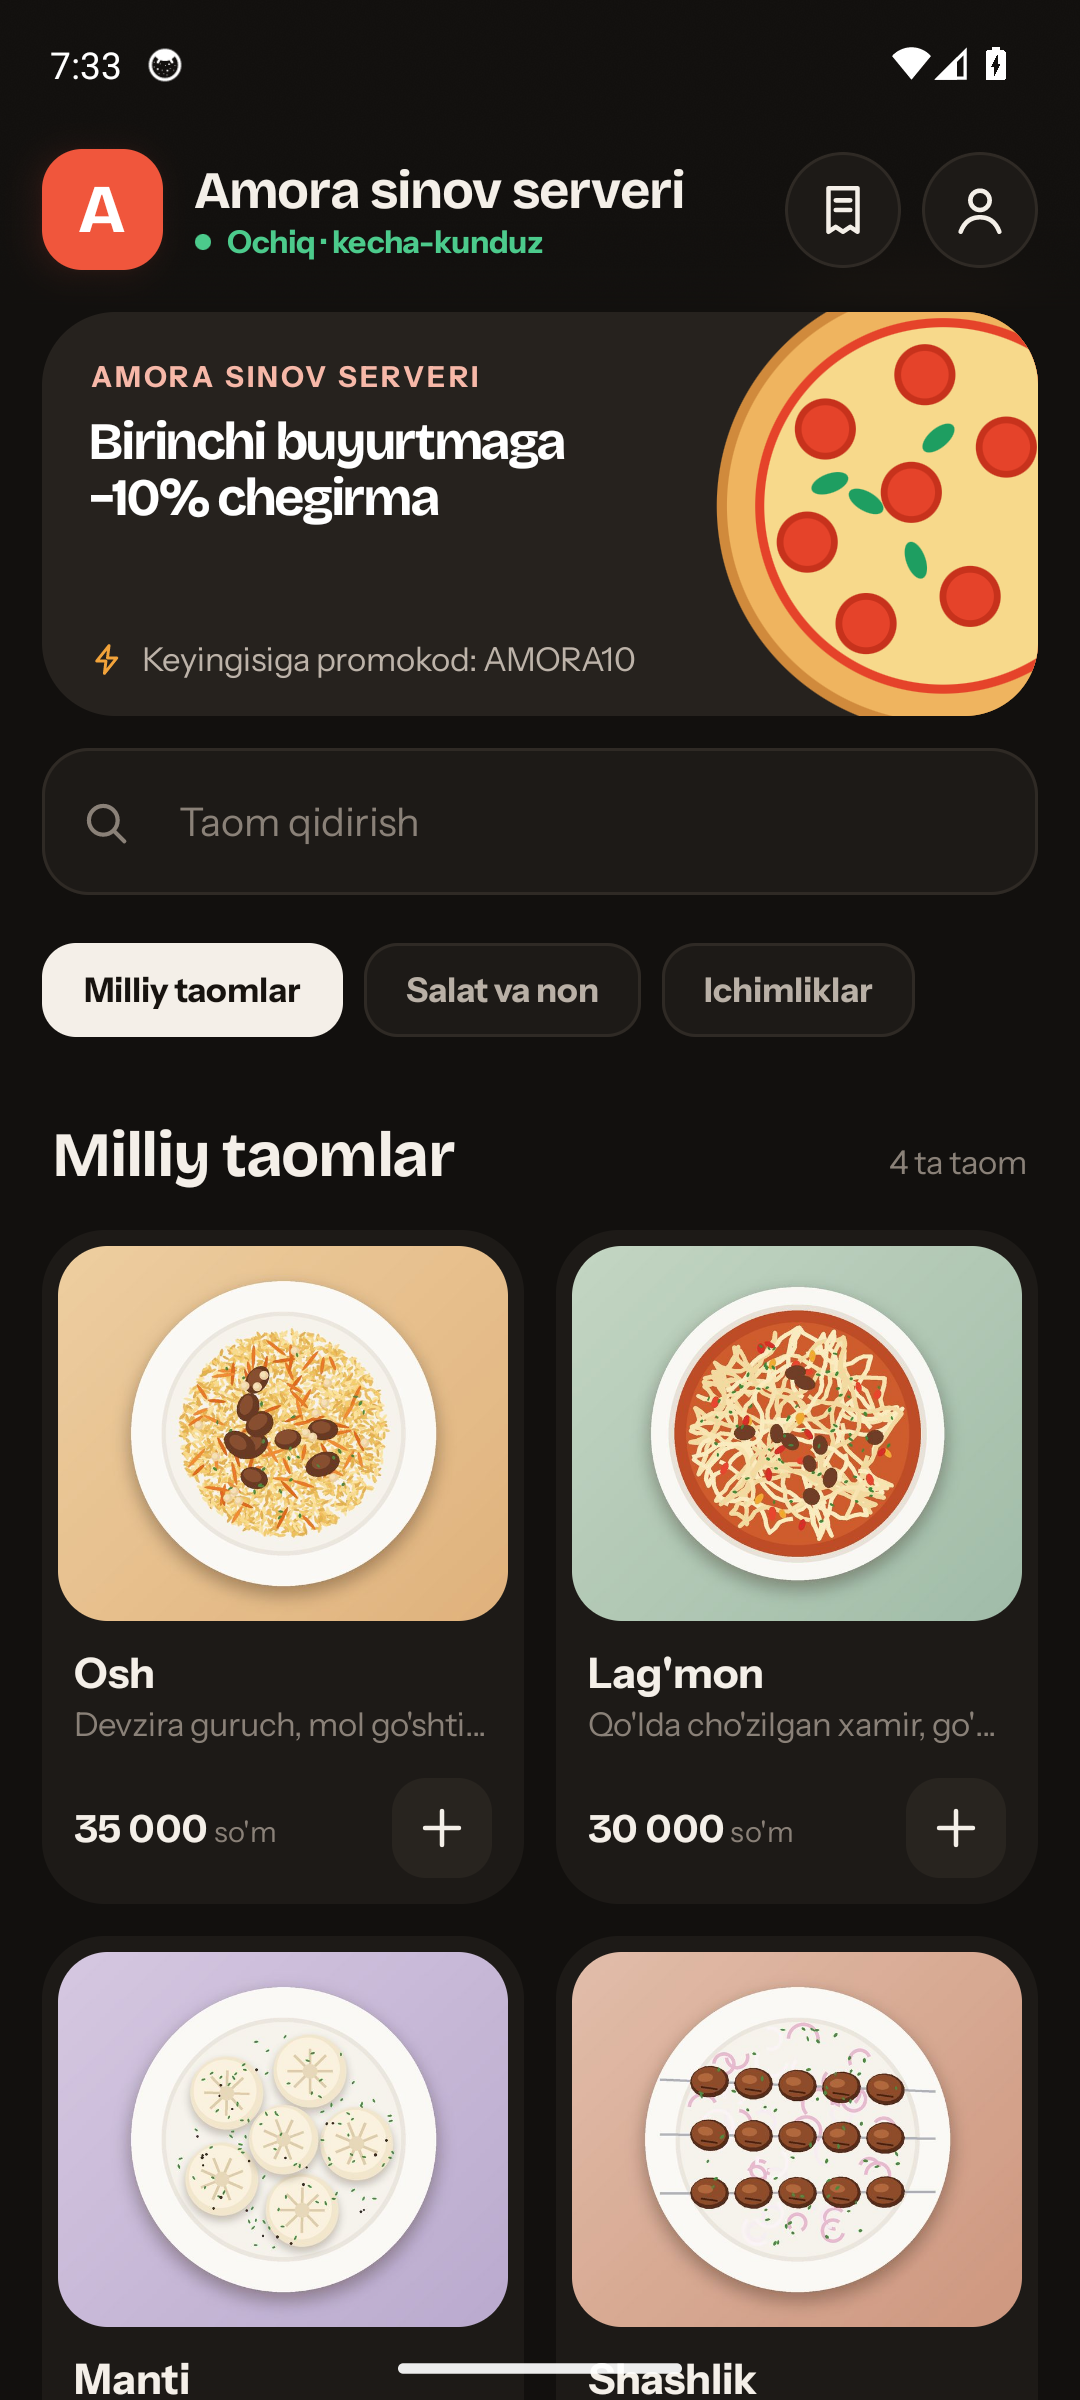 7:33
A
Amora sinov serveri
Ochiq · kecha-kunduz
AMORA SINOV SERVERI
Birinchi buyurtmaga
−10% chegirma
Keyingisiga promokod: AMORA10
Taom qidirish
Milliy taomlar
Salat va non
Ichimliklar
Milliy taomlar
4 ta taom
Osh
Devzira guruch, mol go'shti...
35 000 so'm
Lag'mon
Qo'lda cho'zilgan xamir, go'...
30 000 so'm
Manti
Shashlik